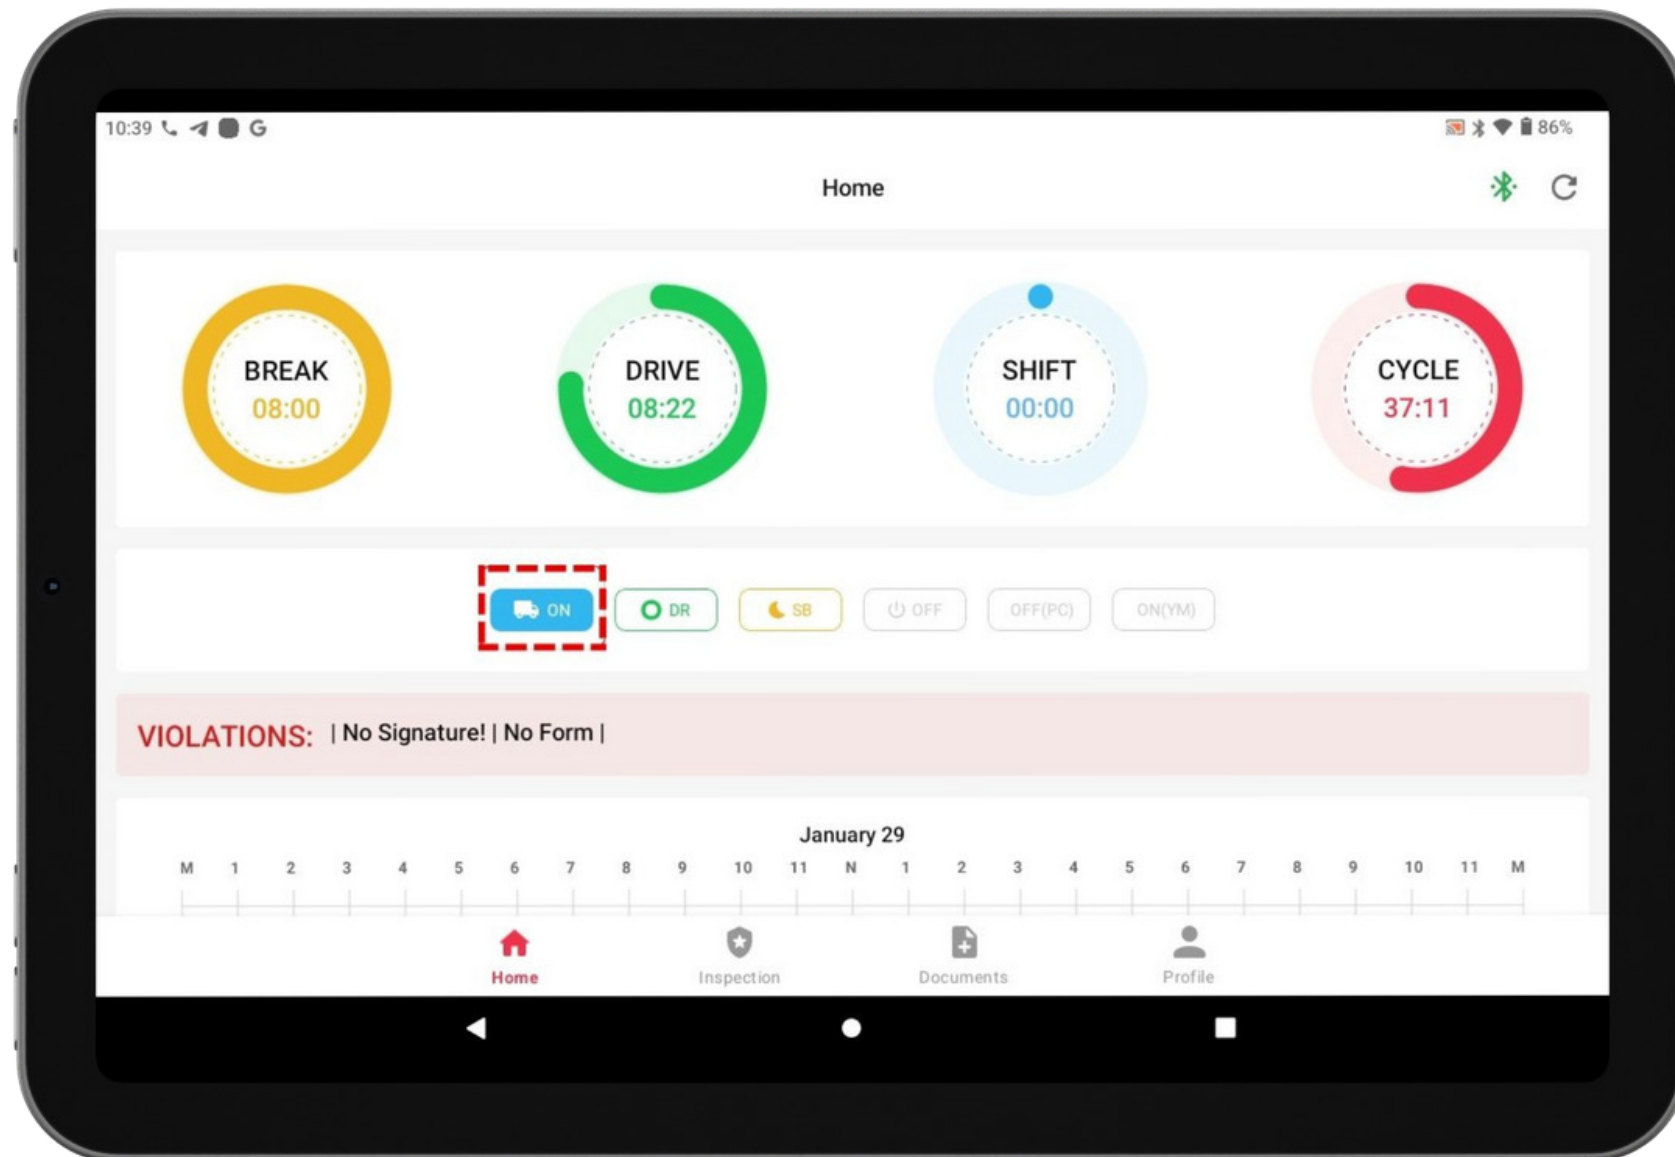 10:39 G 86%
Home
BREAK
08:00
DRIVE
08:22
SHIFT
00:00
CYCLE
37:11
ON DR SB OFF OFF(PC) ON(YM)
VIOLATIONS: | No Signature! | No Form |
January 29
M 1 2 3 4 5 6 7 8 9 10 11 N 1 2 3 4 5 6 7 8 9 10 11 M
Home Inspection Documents Profile